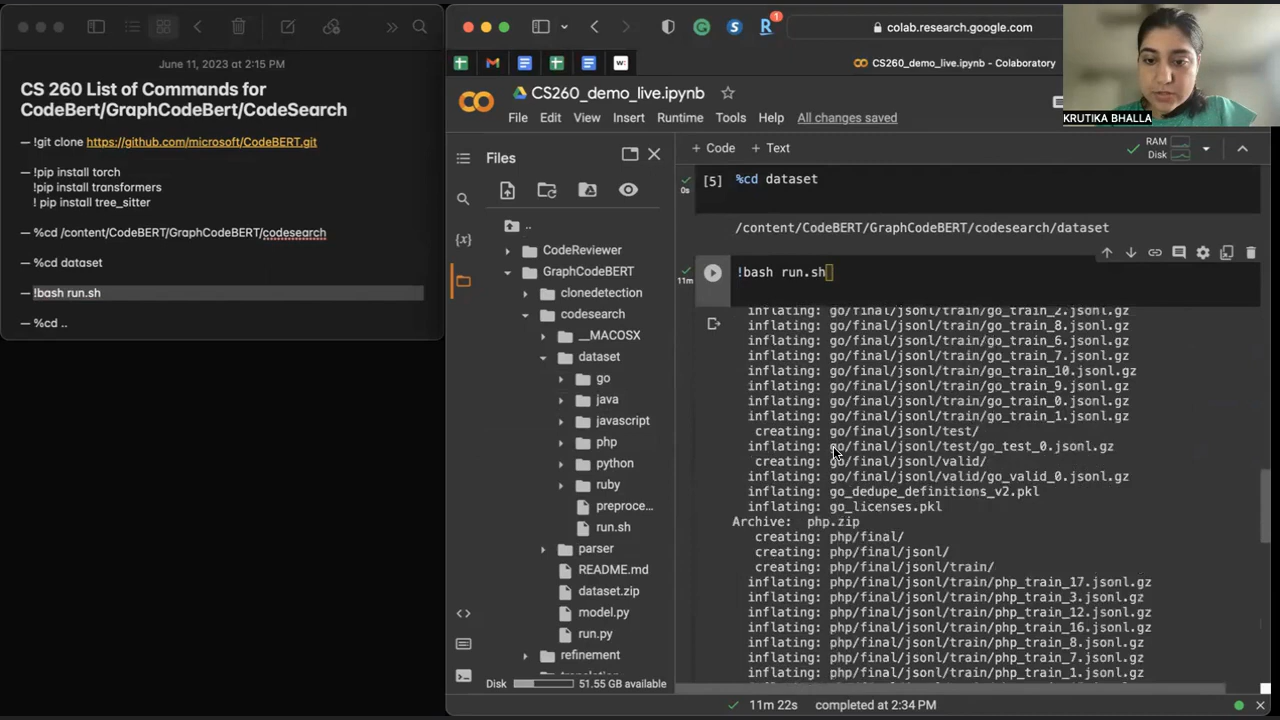 June 11, 2023 at 2:15 PM
CS 260 List of Commands for
CodeBert/GraphCodeBert/CodeSearch
— !git clone https://github.com/microsoft/CodeBERT.git
— !pip install torch
!pip install transformers
! pip install tree_sitter
— %cd /content/CodeBERT/GraphCodeBERT/codesearch
— %cd dataset
— !bash run.sh
— %cd ..
colab.research.google.com
CS260_demo_live.ipynb - Colaboratory
KRUTIKA BHALLA
CS260_demo_live.ipynb
File Edit View Insert Runtime Tools Help All changes saved
Files
+ Code + Text
RAM
Disk
..
CodeReviewer
GraphCodeBERT
clonedetection
codesearch
__MACOSX
dataset
go
java
javascript
php
python
ruby
preproce...
run.sh
parser
README.md
dataset.zip
model.py
run.py
refinement
Disk 51.55 GB available
[5] %cd dataset
0s
/content/CodeBERT/GraphCodeBERT/codesearch/dataset
!bash run.sh
11m
inflating: go/final/jsonl/train/go_train_2.jsonl.gz
inflating: go/final/jsonl/train/go_train_8.jsonl.gz
inflating: go/final/jsonl/train/go_train_6.jsonl.gz
inflating: go/final/jsonl/train/go_train_7.jsonl.gz
inflating: go/final/jsonl/train/go_train_10.jsonl.gz
inflating: go/final/jsonl/train/go_train_9.jsonl.gz
inflating: go/final/jsonl/train/go_train_0.jsonl.gz
inflating: go/final/jsonl/train/go_train_1.jsonl.gz
creating: go/final/jsonl/test/
inflating: go/final/jsonl/test/go_test_0.jsonl.gz
creating: go/final/jsonl/valid/
inflating: go/final/jsonl/valid/go_valid_0.jsonl.gz
inflating: go_dedupe_definitions_v2.pkl
inflating: go_licenses.pkl
Archive: php.zip
creating: php/final/
creating: php/final/jsonl/
creating: php/final/jsonl/train/
inflating: php/final/jsonl/train/php_train_17.jsonl.gz
inflating: php/final/jsonl/train/php_train_3.jsonl.gz
inflating: php/final/jsonl/train/php_train_12.jsonl.gz
inflating: php/final/jsonl/train/php_train_16.jsonl.gz
inflating: php/final/jsonl/train/php_train_8.jsonl.gz
inflating: php/final/jsonl/train/php_train_7.jsonl.gz
inflating: php/final/jsonl/train/php_train_1.jsonl.gz
11m 22s completed at 2:34 PM